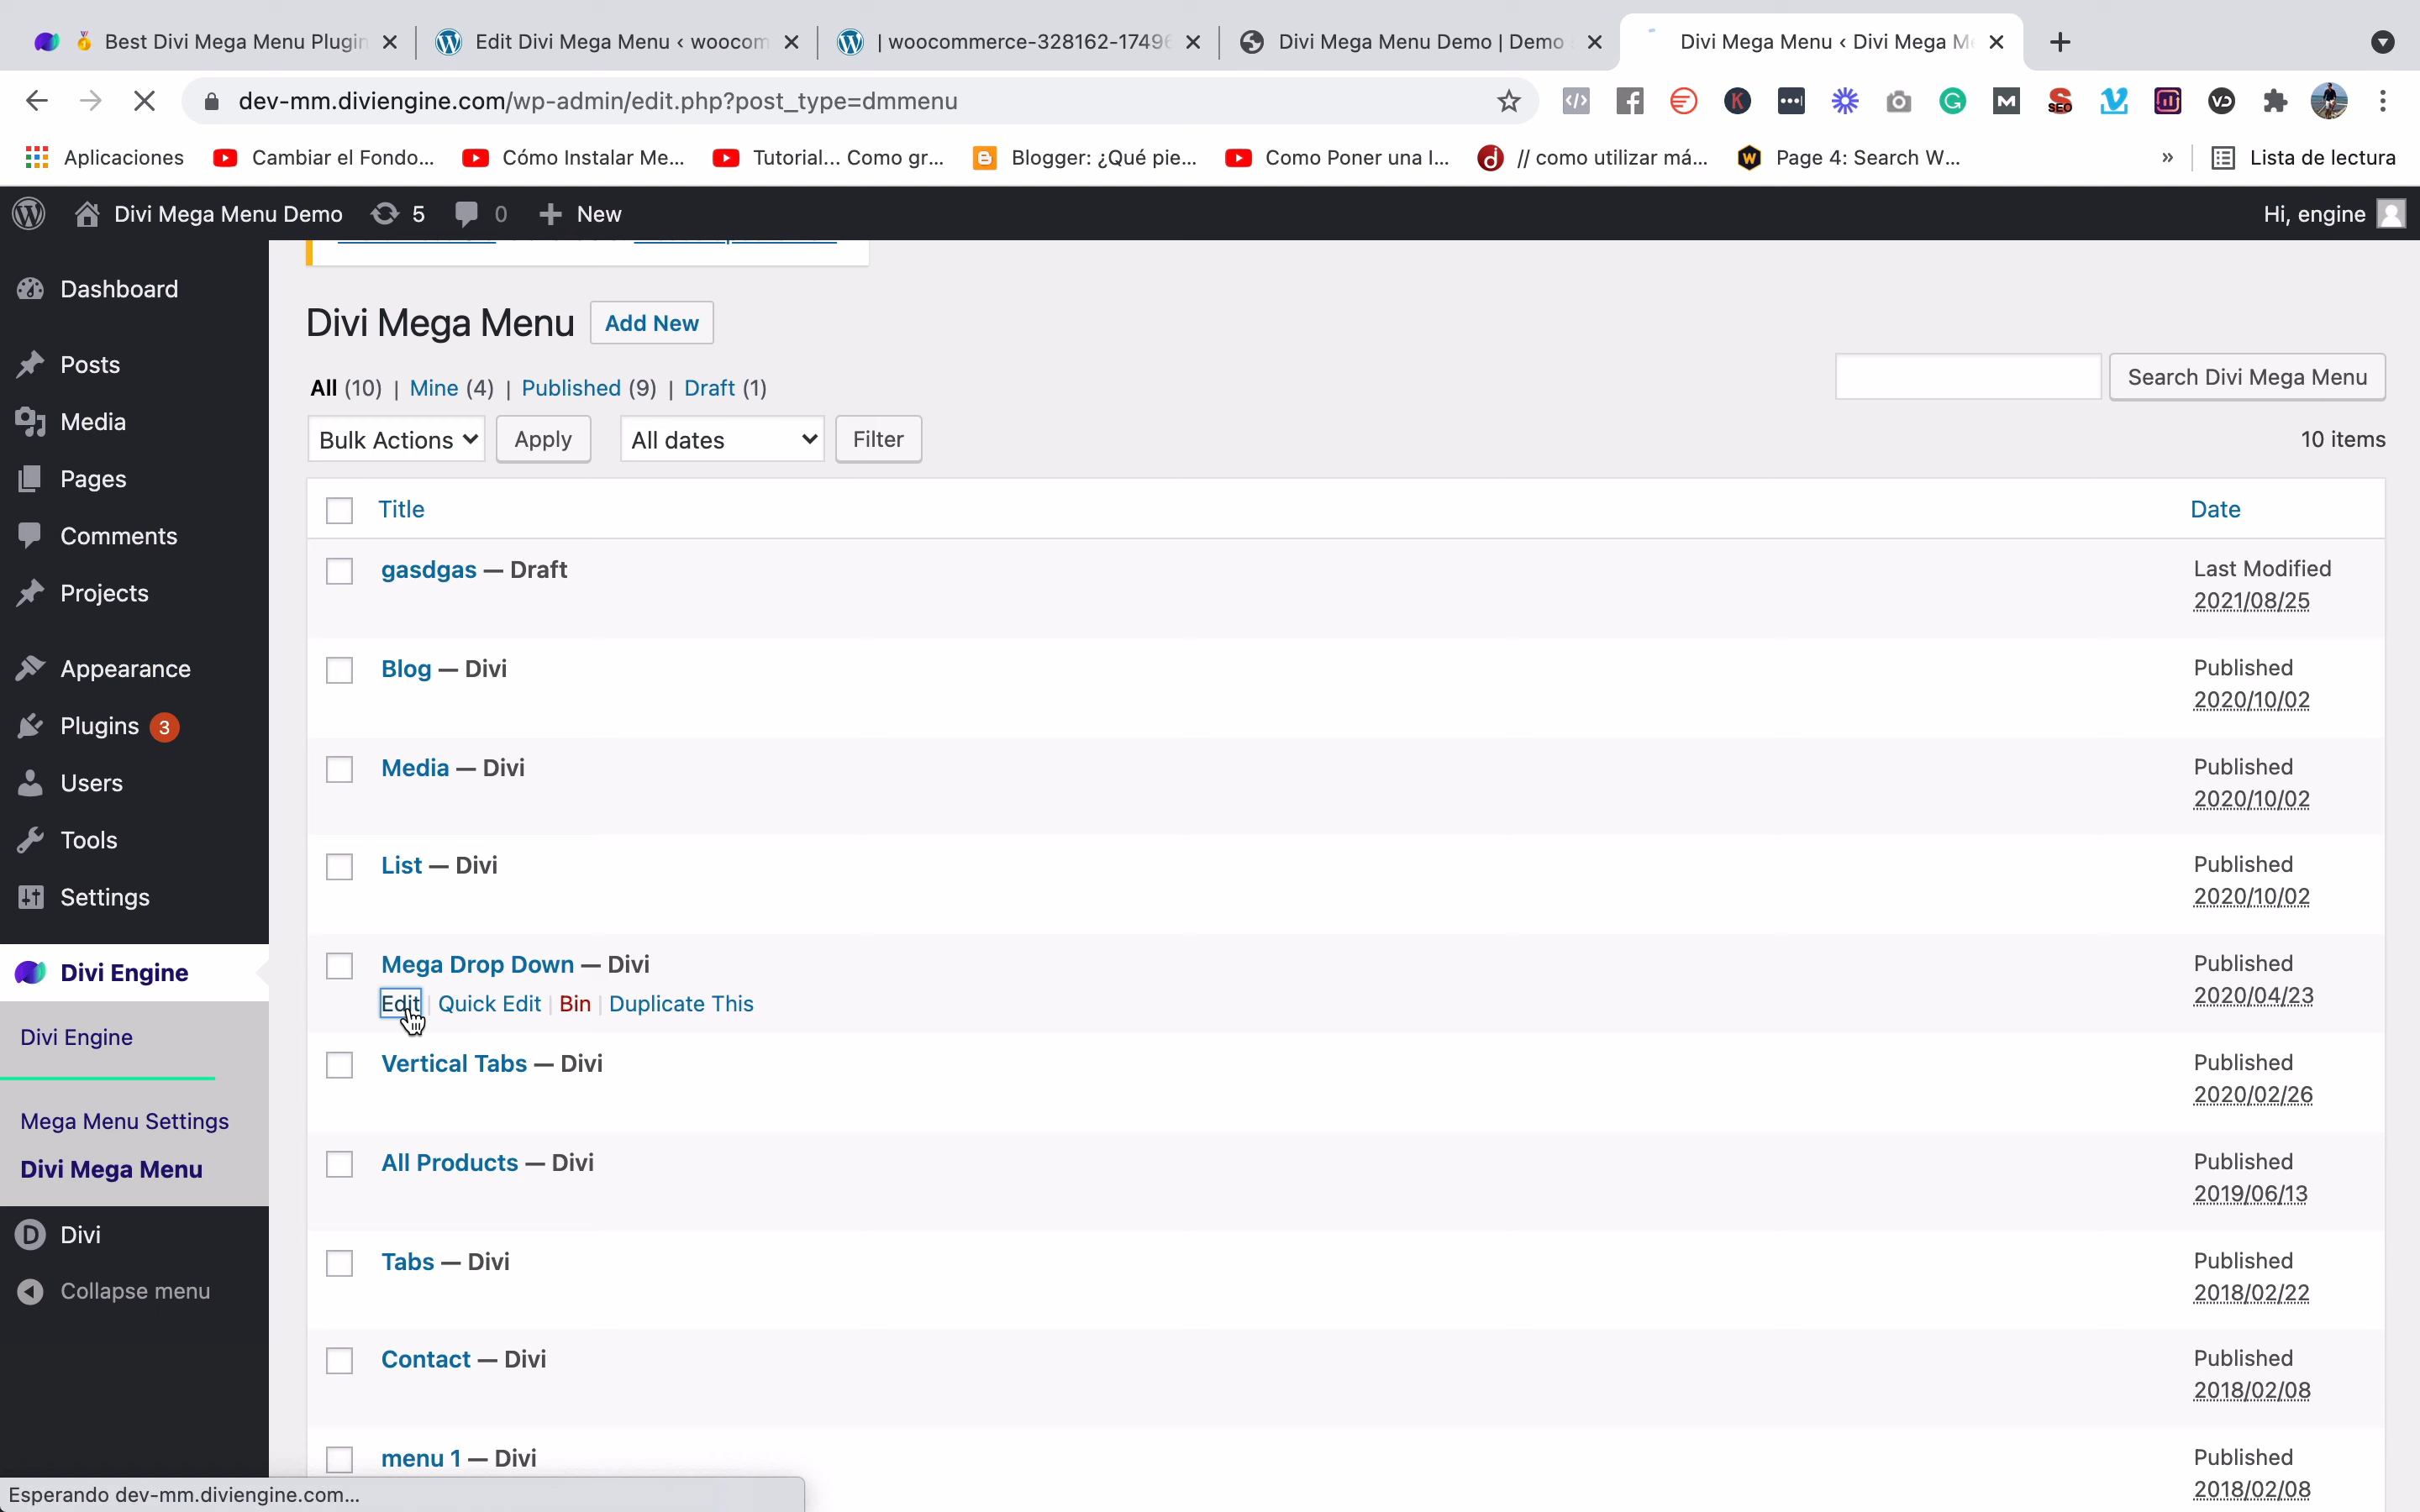 Best Divi Mega Menu Plugin
Edit Divi Mega Menu ‹ woocom
| woocommerce-328162-17496
Divi Mega Menu Demo | Demo
Divi Mega Menu ‹ Divi Mega M
dev-mm.diviengine.com/wp-admin/edit.php?post_type=dmmenu
Aplicaciones
Cambiar el Fondo...
Cómo Instalar Me...
Tutorial... Como gr...
Blogger: ¿Qué pie...
Como Poner una I...
// como utilizar má...
Page 4: Search W...
»
Lista de lectura
Divi Mega Menu Demo
5
0
New
Hi, engine
Dashboard
Posts
Media
Pages
Comments
Projects
Appearance
Plugins 3
Users
Tools
Settings
Divi Engine
Divi Engine
Mega Menu Settings
Divi Mega Menu
Divi
Collapse menu
Divi Mega Menu
Add New
All (10) | Mine (4) | Published (9) | Draft (1)
Search Divi Mega Menu
Bulk Actions
Apply
All dates
Filter
10 items
Title
Date
gasdgas — Draft
Last Modified
2021/08/25
Blog — Divi
Published
2020/10/02
Media — Divi
Published
2020/10/02
List — Divi
Published
2020/10/02
Mega Drop Down — Divi
Edit | Quick Edit | Bin | Duplicate This
Published
2020/04/23
Vertical Tabs — Divi
Published
2020/02/26
All Products — Divi
Published
2019/06/13
Tabs — Divi
Published
2018/02/22
Contact — Divi
Published
2018/02/08
menu 1 — Divi
Published
2018/02/08
Esperando dev-mm.diviengine.com...